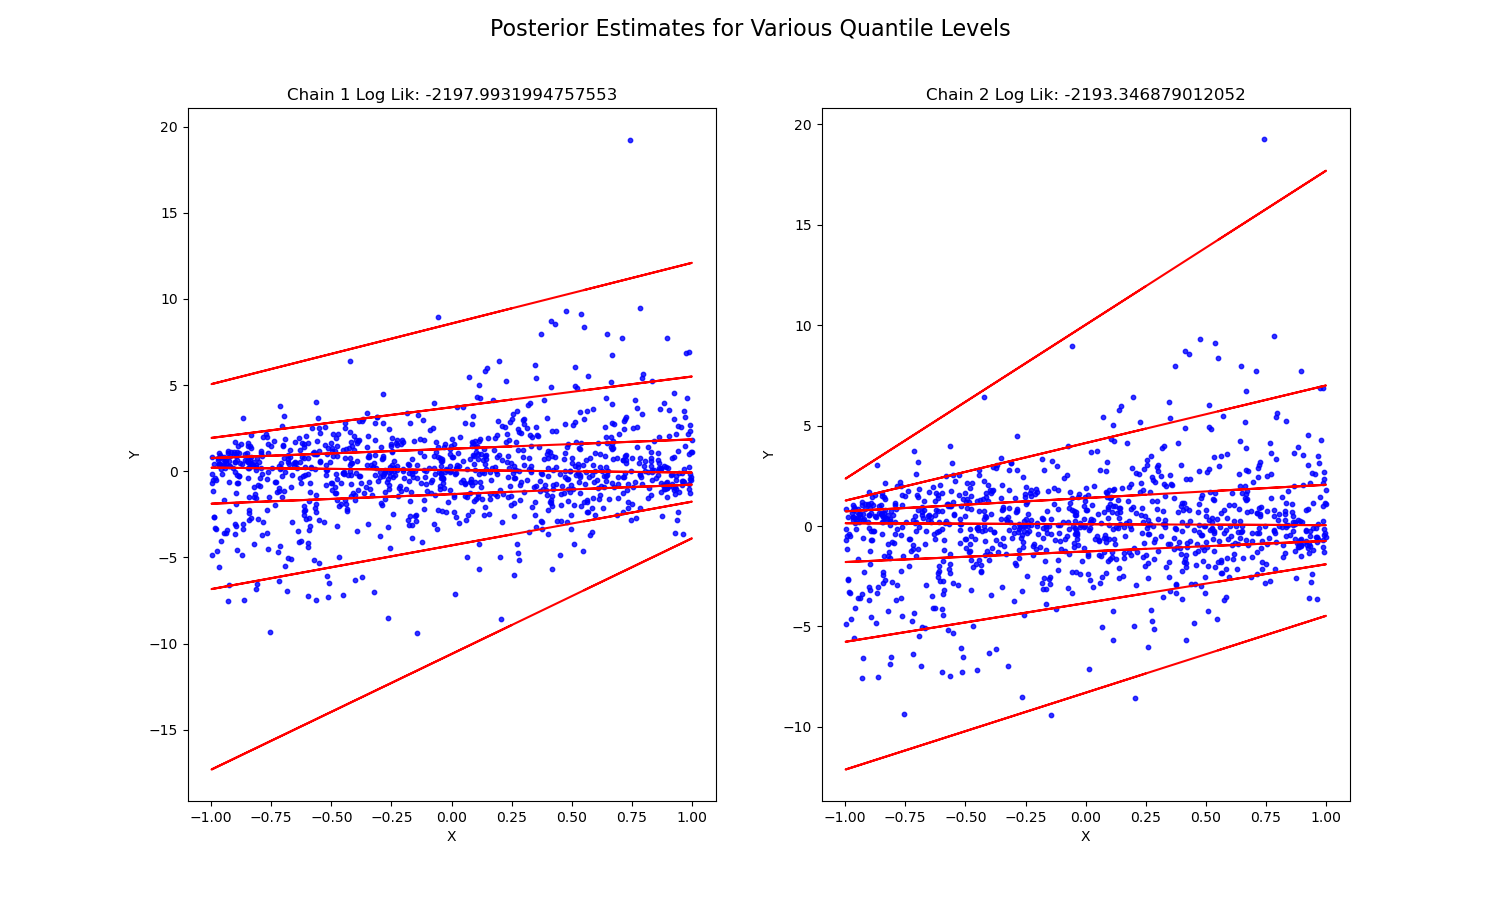 Posterior Estimates for Various Quantile Levels
Chain 1 Log Lik: -2197.9931994757553
20
15
10
5
0
−5
−10
−15
Y
−1.00 −0.75 −0.50 −0.25 0.00 0.25 0.50 0.75 1.00
X
Chain 2 Log Lik: -2193.346879012052
20
15
10
5
0
−5
−10
Y
−1.00 −0.75 −0.50 −0.25 0.00 0.25 0.50 0.75 1.00
X